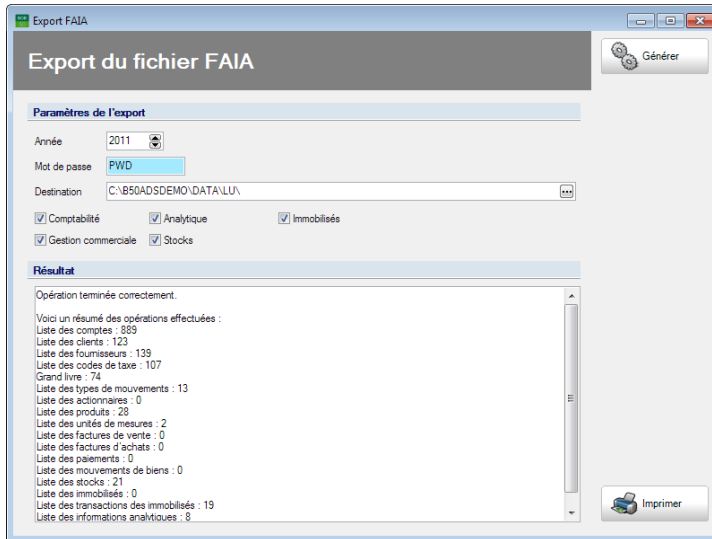 Export FAIA
Export du fichier FAIA
Générer
Paramètres de l'export
Année 2011
Mot de passe PWD
Destination C:\B50ADSDEMO\DATA\LU\
Comptabilité Analytique Immobilisés
Gestion commerciale Stocks
Résultat
Opération terminée correctement.
Voici un résumé des opérations effectuées :
Liste des comptes : 889
Liste des clients : 123
Liste des fournisseurs : 139
Liste des codes de taxe : 107
Grand livre : 74
Liste des types de mouvements : 13
Liste des actionnaires : 0
Liste des produits : 28
Liste des unités de mesures : 2
Liste des factures de vente : 0
Liste des factures d'achats : 0
Liste des paiements : 0
Liste des mouvements de biens : 0
Liste des stocks : 21
Liste des immobilisés : 0
Liste des transactions des immobilisés : 19
Liste des informations analytiques : 8
Imprimer